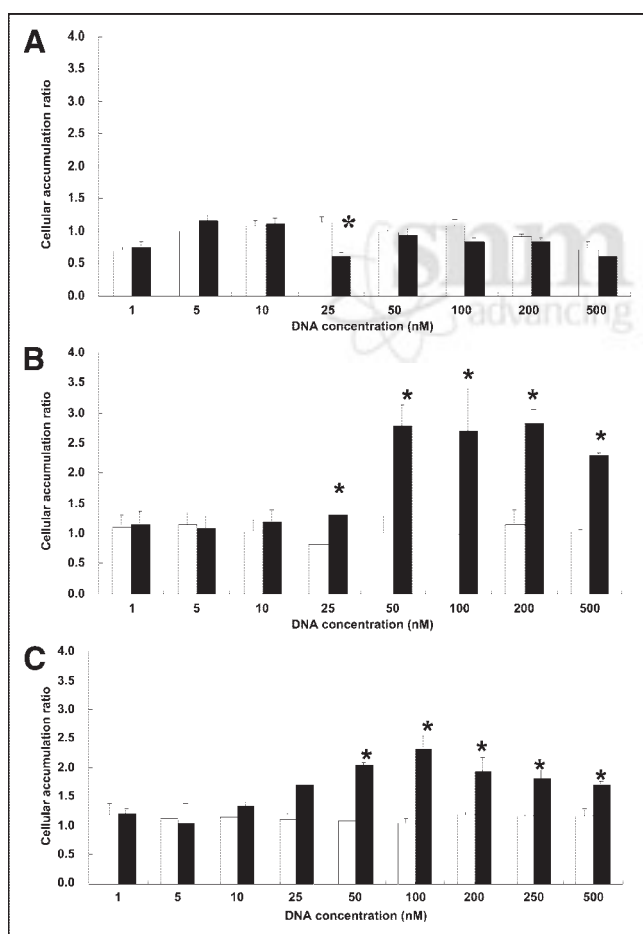 A
Cellular accumulation ratio
4.0
3.5
3.0
2.5
2.0
1.5
1.0
0.5
0.0
*
1 5 10 25 50 100 200 500
DNA concentration (nM)
snm
advancing
B
Cellular accumulation ratio
4.0
3.5
3.0
2.5
2.0
1.5
1.0
0.5
0.0
* * * * *
1 5 10 25 50 100 200 500
DNA concentration (nM)
C
Cellular accumulation ratio
4.0
3.5
3.0
2.5
2.0
1.5
1.0
0.5
0.0
* * * * *
1 5 10 25 50 100 200 250 500
DNA concentration (nM)